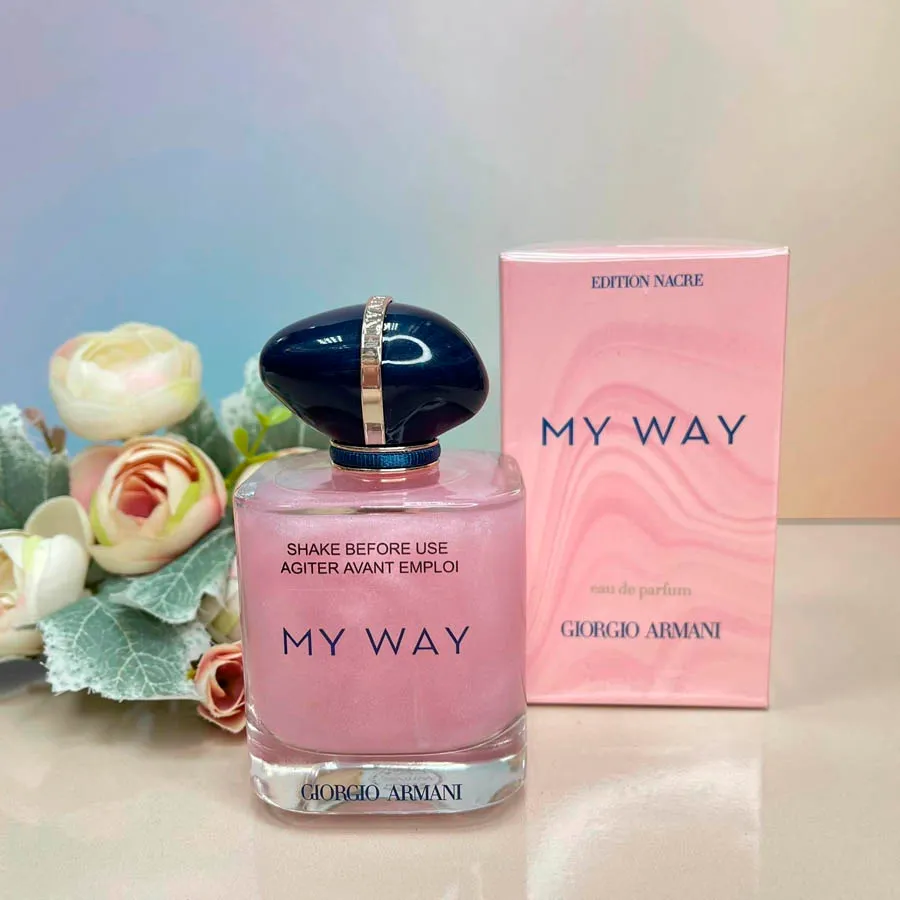 EDITION NACRE
MY WAY
eau de parfum
GIORGIO ARMANI
SHAKE BEFORE USE
AGITER AVANT EMPLOI
MY WAY
GIORGIO ARMANI